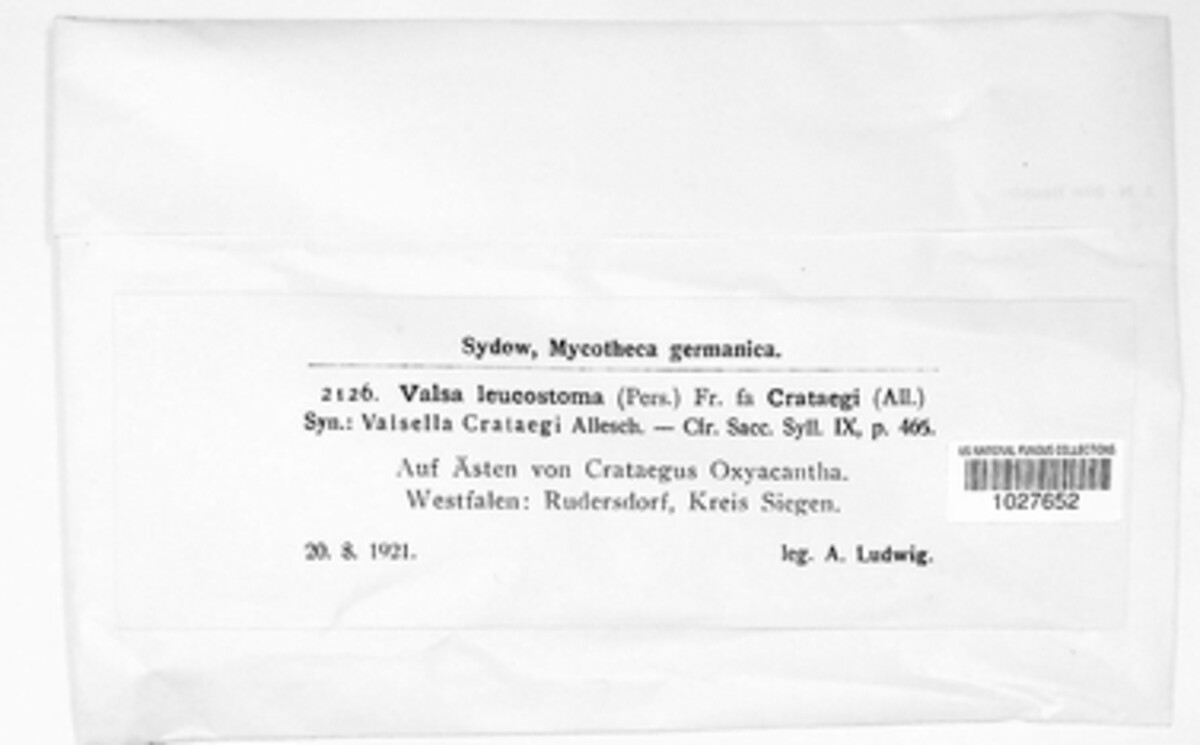 Sydow, Mycotheca germanica.
2126. Valsa leucostoma (Pers.) Fr. fa Crataegi (All.)
Syn.: Valsella Crataegi Allesch. — Cfr. Sacc. Syll. IX, p. 465.
Auf Ästen von Crataegus Oxyacantha.
Westfalen: Rudersdorf, Kreis Siegen.
20. 8. 1921. leg. A. Ludwig.
US NATIONAL FUNGUS COLLECTIONS
1027652